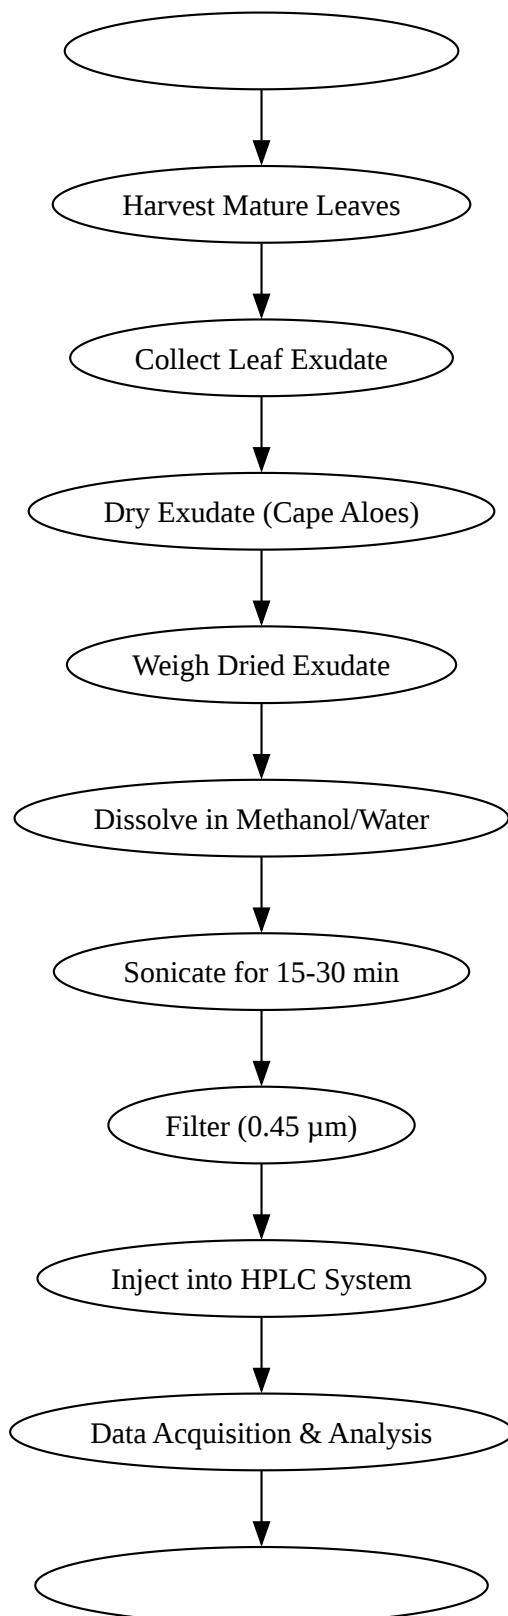 Harvest Mature Leaves
Collect Leaf Exudate
Dry Exudate (Cape Aloes)
Weigh Dried Exudate
Dissolve in Methanol/Water
Sonicate for 15-30 min
Filter (0.45 µm)
Inject into HPLC System
Data Acquisition & Analysis